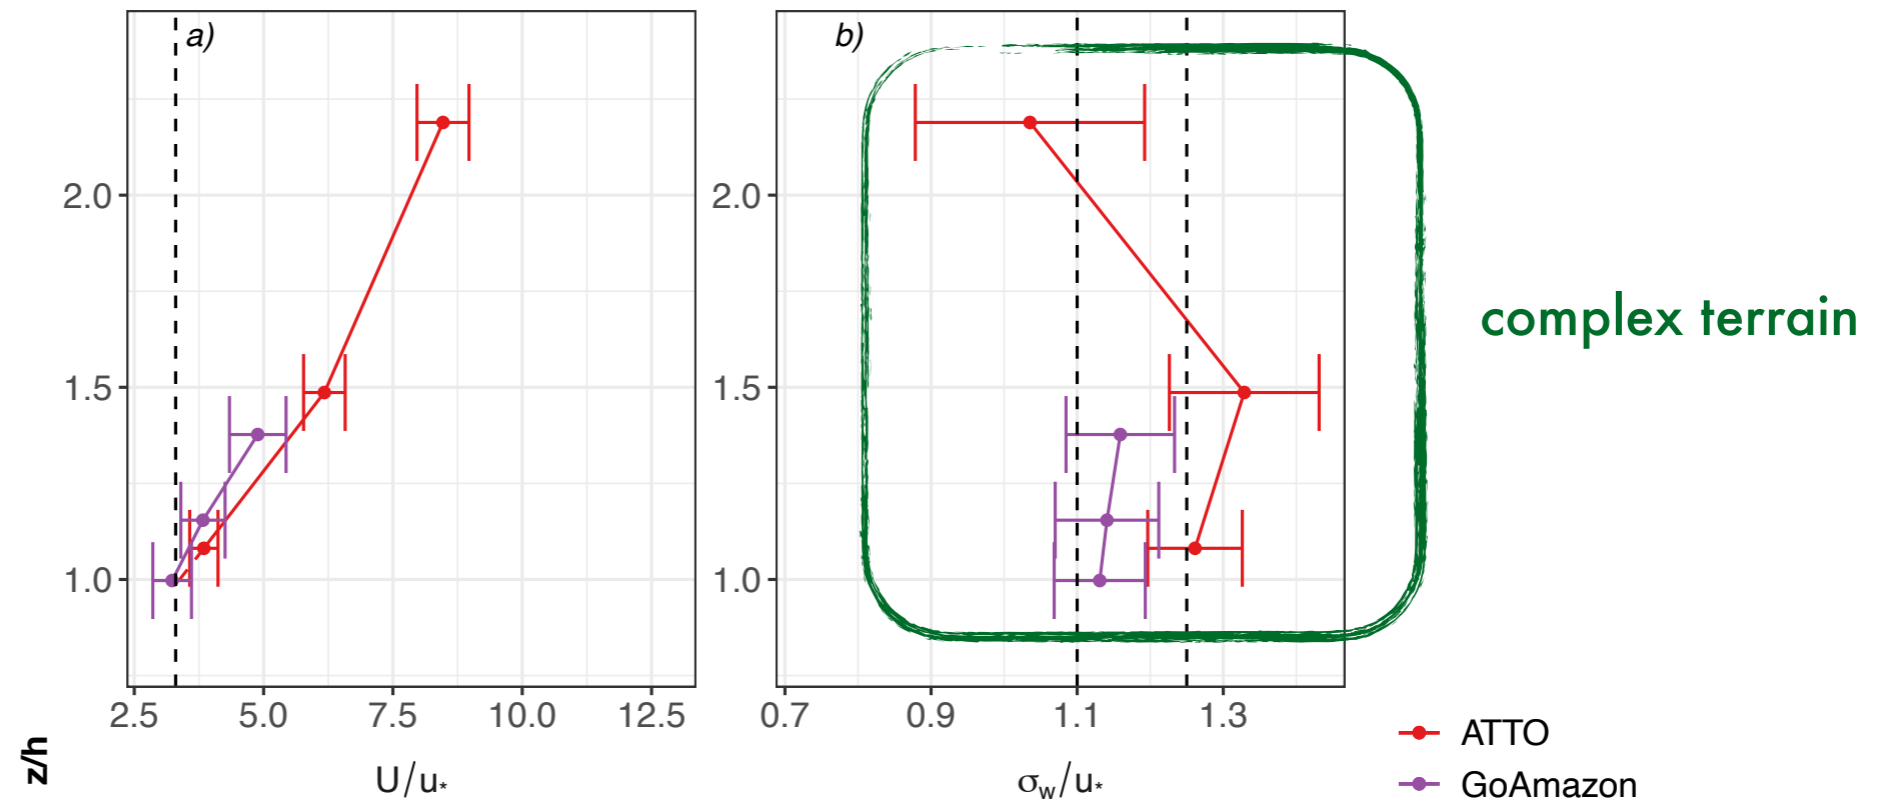 a)
b)
2.0
1.5
1.0
2.0
1.5
1.0
complex terrain
2.5 5.0 7.5 10.0 12.5
0.7 0.9 1.1 1.3
z/h
U/u*
σw/u*
ATTO
GoAmazon